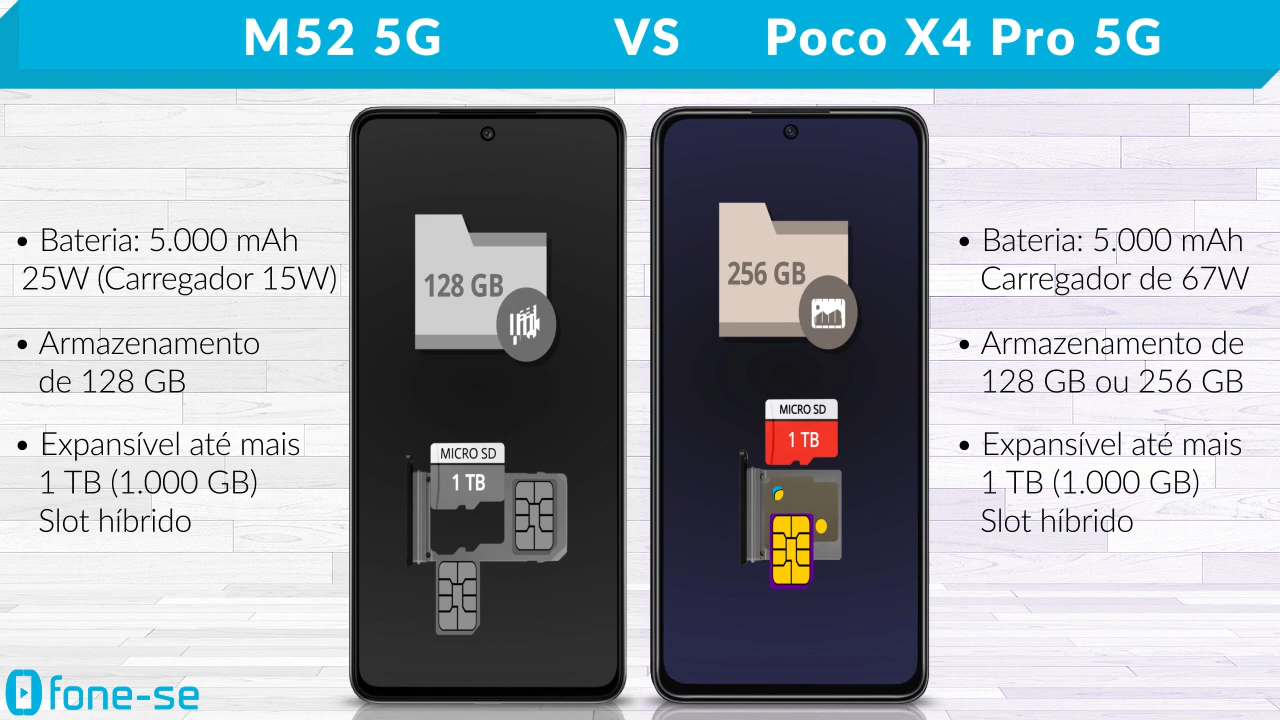 M52 5G VS Poco X4 Pro 5G
• Bateria: 5.000 mAh
25W (Carregador 15W)
• Armazenamento
de 128 GB
• Expansível até mais
1 TB (1.000 GB)
Slot híbrido
128 GB
MICRO SD
1 TB
256 GB
MICRO SD
1 TB
• Bateria: 5.000 mAh
Carregador de 67W
• Armazenamento de
128 GB ou 256 GB
• Expansível até mais
1 TB (1.000 GB)
Slot híbrido
fone-se